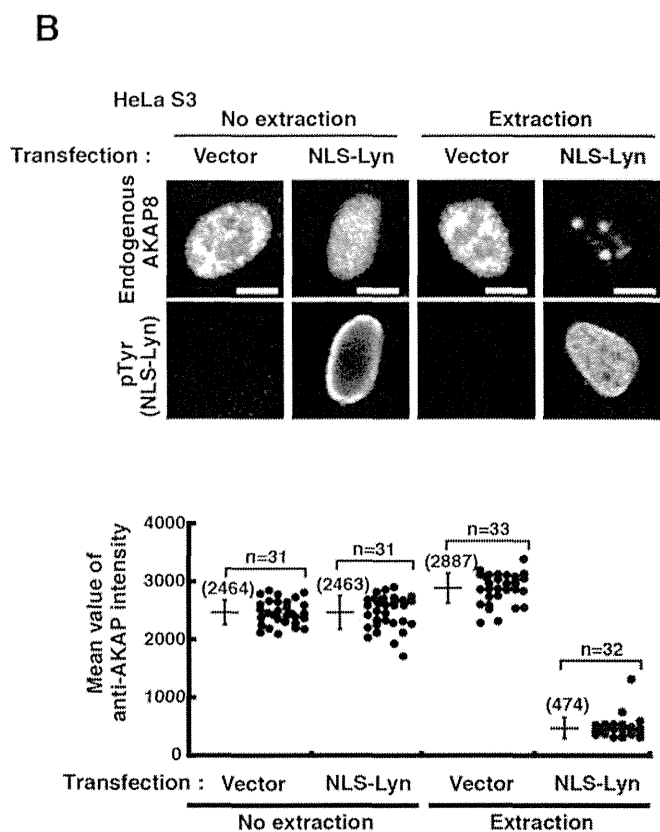 B
HeLa S3
No extraction Extraction
Transfection : Vector NLS-Lyn Vector NLS-Lyn
Endogenous
AKAP8
pTyr
(NLS-Lyn)
Mean value of
anti-AKAP intensity
4000
3000
2000
1000
0
n=31 n=31 n=33 n=32
(2464) (2463) (2887) (474)
Transfection : Vector NLS-Lyn Vector NLS-Lyn
No extraction Extraction